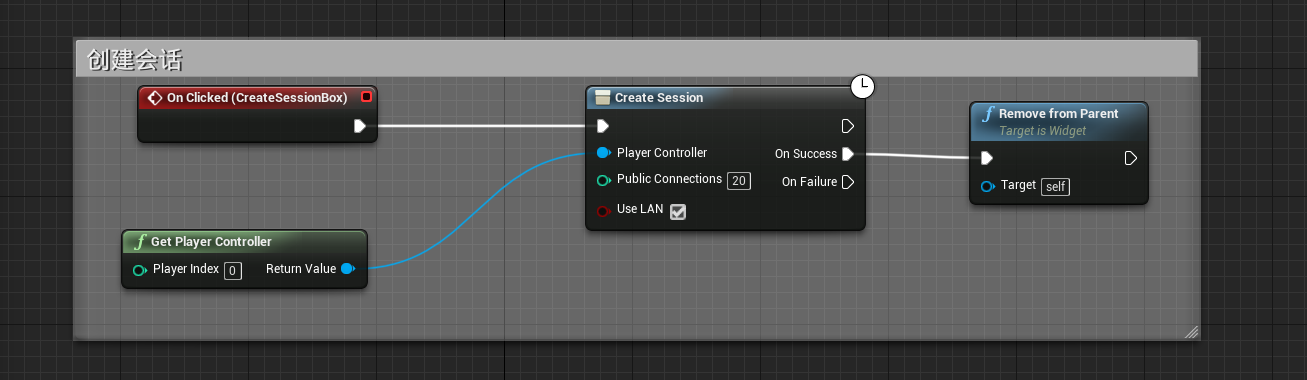 创建会话
On Clicked (CreateSessionBox)
Create Session
Player Controller
On Success
Public Connections 20
On Failure
Use LAN
Remove from Parent
Target is Widget
Target self
Get Player Controller
Player Index 0
Return Value